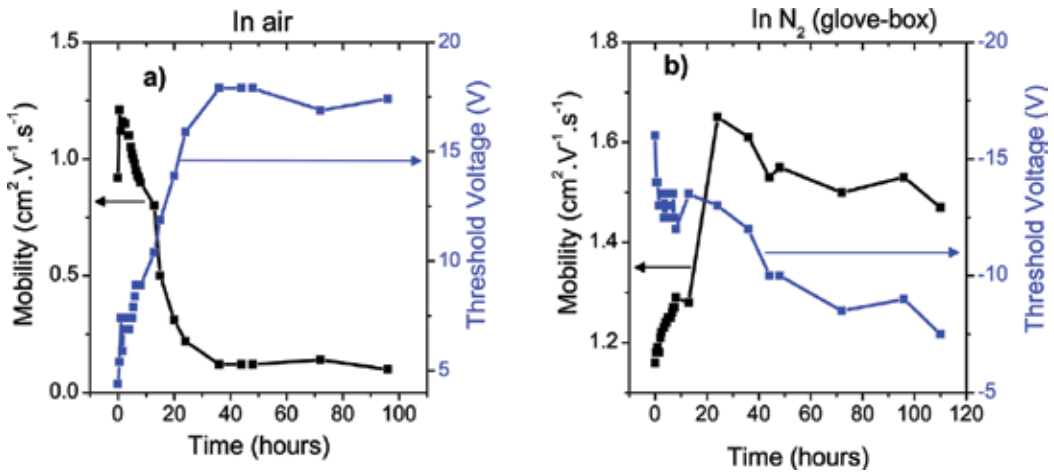 In air
a)
1.5
1.0
0.5
0.0
Mobility (cm².V⁻¹.s⁻¹)
20
15
10
5
Threshold Voltage (V)
0 20 40 60 80 100
Time (hours)
In N₂ (glove-box)
b)
1.8
1.6
1.4
1.2
Mobility (cm².V⁻¹.s⁻¹)
-20
-15
-10
-5
Threshold Voltage (V)
0 20 40 60 80 100 120
Time (hours)